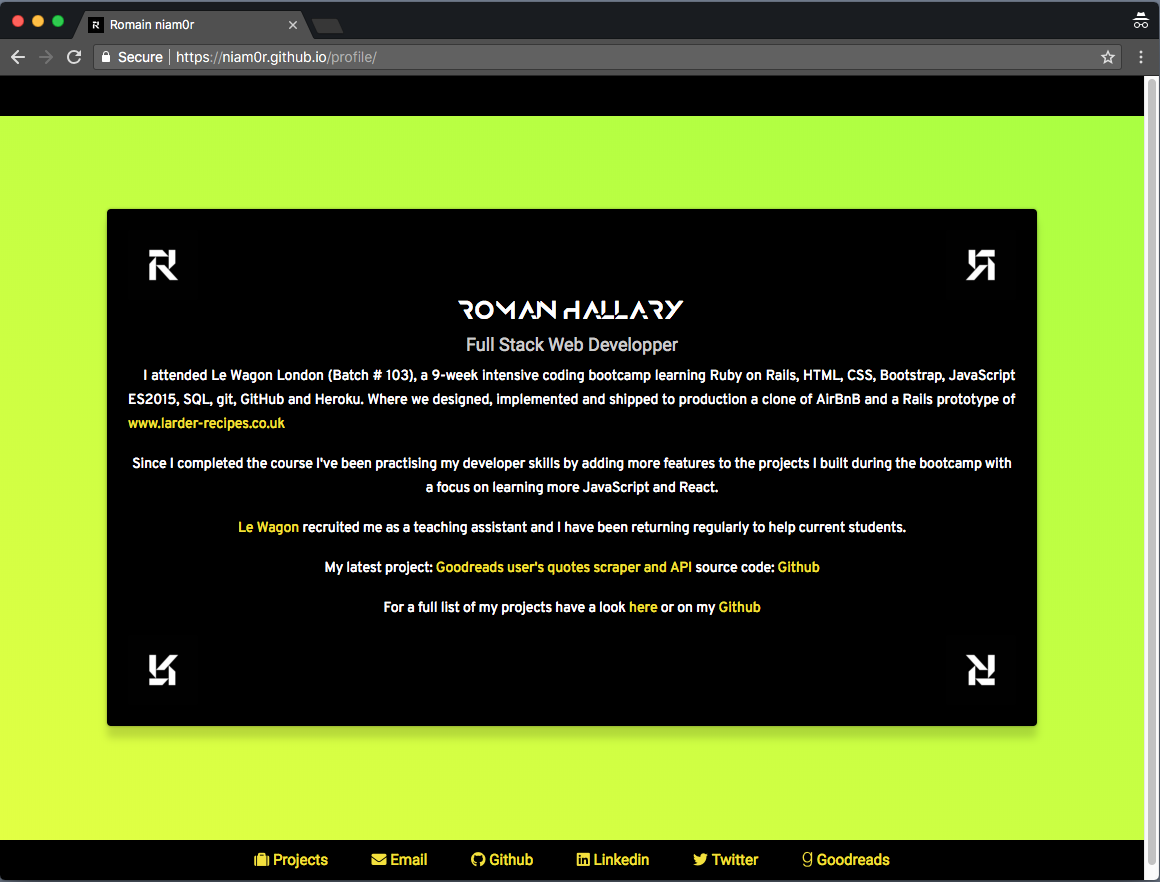 Romain niam0r
Secure https://niam0r.github.io/profile/
R R
ROMAN HALLARY
Full Stack Web Developper
I attended Le Wagon London (Batch # 103), a 9-week intensive coding bootcamp learning Ruby on Rails, HTML, CSS, Bootstrap, JavaScript
ES2015, SQL, git, GitHub and Heroku. Where we designed, implemented and shipped to production a clone of AirBnB and a Rails prototype of
www.larder-recipes.co.uk
Since I completed the course I've been practising my developer skills by adding more features to the projects I built during the bootcamp with
a focus on learning more JavaScript and React.
Le Wagon recruited me as a teaching assistant and I have been returning regularly to help current students.
My latest project: Goodreads user's quotes scraper and API source code: Github
For a full list of my projects have a look here or on my Github
R R
Projects Email Github Linkedin Twitter Goodreads